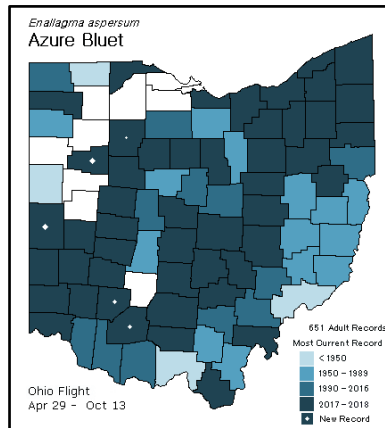 Enallagma aspersum
Azure Bluet
651 Adult Records
Most Current Record
<1950
1950 - 1989
1990 - 2016
2017 - 2018
New Record
Ohio Flight
Apr 29 - Oct 13